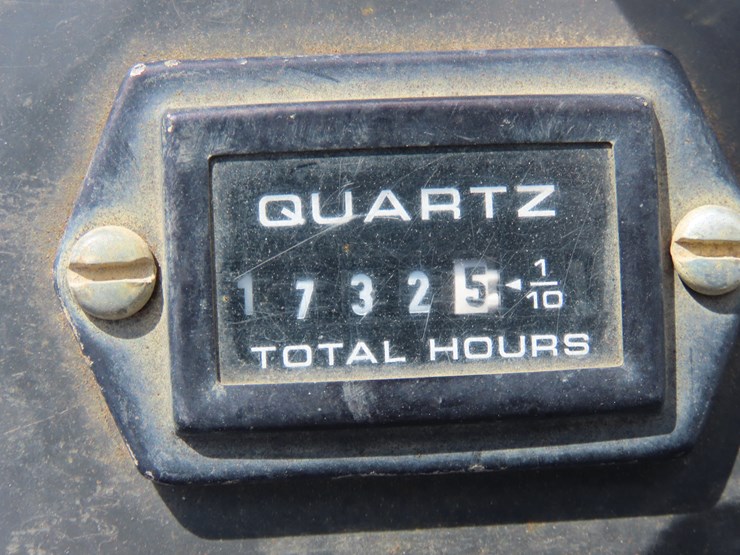 QUARTZ
1 7 3 2 5 ◄ 1/10
TOTAL HOURS